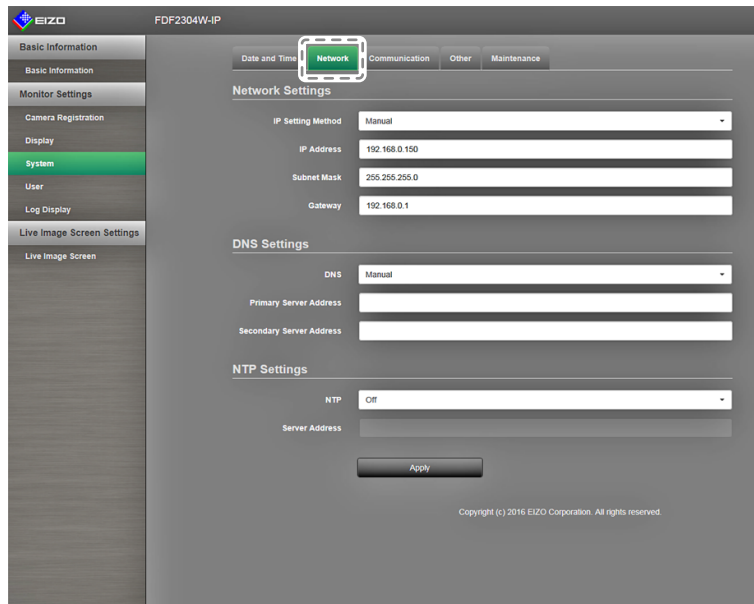 EIZO FDF2304W-IP
Basic Information
Basic Information
Monitor Settings
Camera Registration
Display
System
User
Log Display
Live Image Screen Settings
Live Image Screen
Date and Time Network Communication Other Maintenance
Network Settings
IP Setting Method Manual
IP Address 192.168.0.150
Subnet Mask 255.255.255.0
Gateway 192.168.0.1
DNS Settings
DNS Manual
Primary Server Address
Secondary Server Address
NTP Settings
NTP Off
Server Address
Apply
Copyright (c) 2016 EIZO Corporation. All rights reserved.